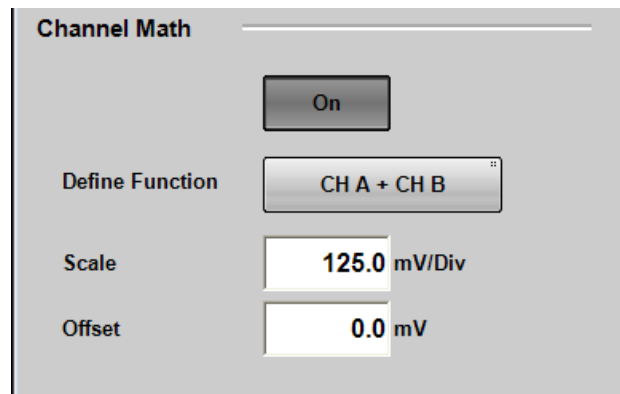 Channel Math
On
Define Function CH A + CH B
Scale 125.0 mV/Div
Offset 0.0 mV